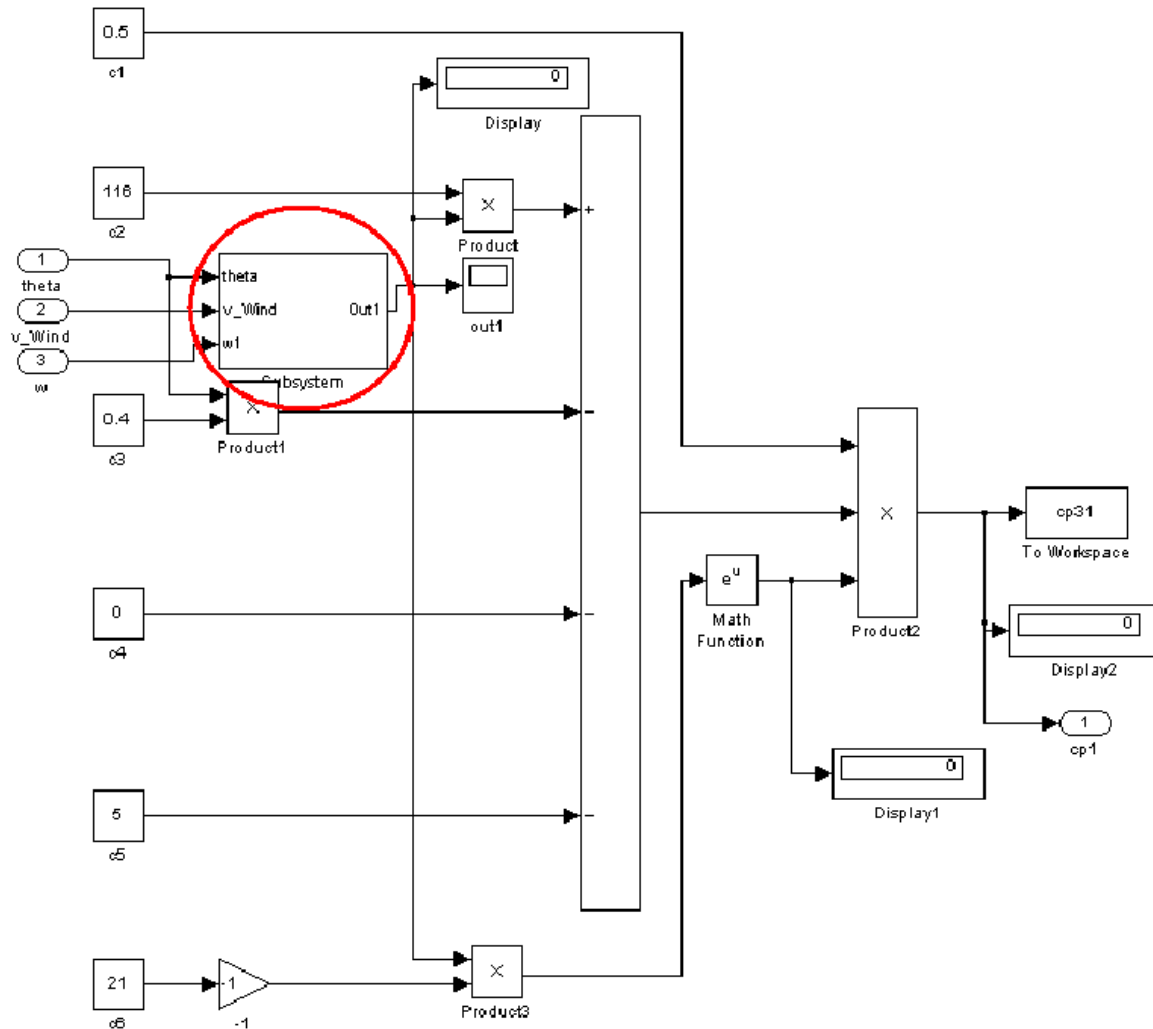 0.5
c1
0
Display
116
c2
×
Product
1
theta
2
v_Wind
3
w
theta
v_Wind
w1
Out1
Subsystem
out1
0.4
c3
×
Product1
+
−
−
−
0
c4
5
c5
21
c6
-1
-1
×
Product3
e^u
Math
Function
×
Product2
cp31
To Workspace
0
Display2
1
cp1
0
Display1